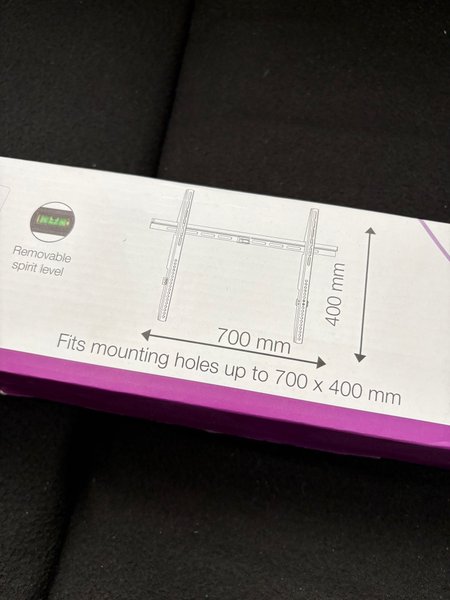 Removable
spirit level
700 mm
400 mm
Fits mounting holes up to 700 x 400 mm